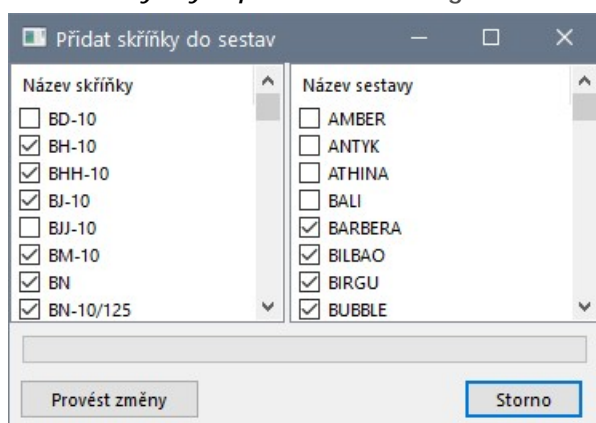 Přidat skříňky do sestav
Název skříňky
BD-10
BH-10
BHH-10
BJ-10
BJJ-10
BM-10
BN
BN-10/125
Název sestavy
AMBER
ANTYK
ATHINA
BALI
BARBERA
BILBAO
BIRGU
BUBBLE
Provést změny
Storno